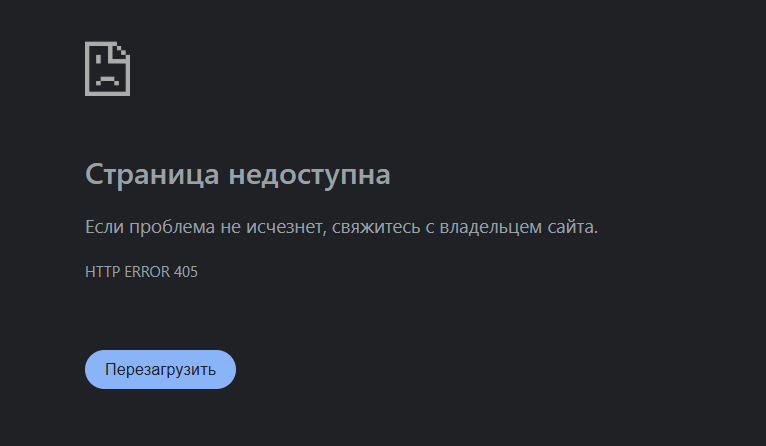 Страница недоступна
Если проблема не исчезнет, свяжитесь с владельцем сайта.
HTTP ERROR 405
Перезагрузить